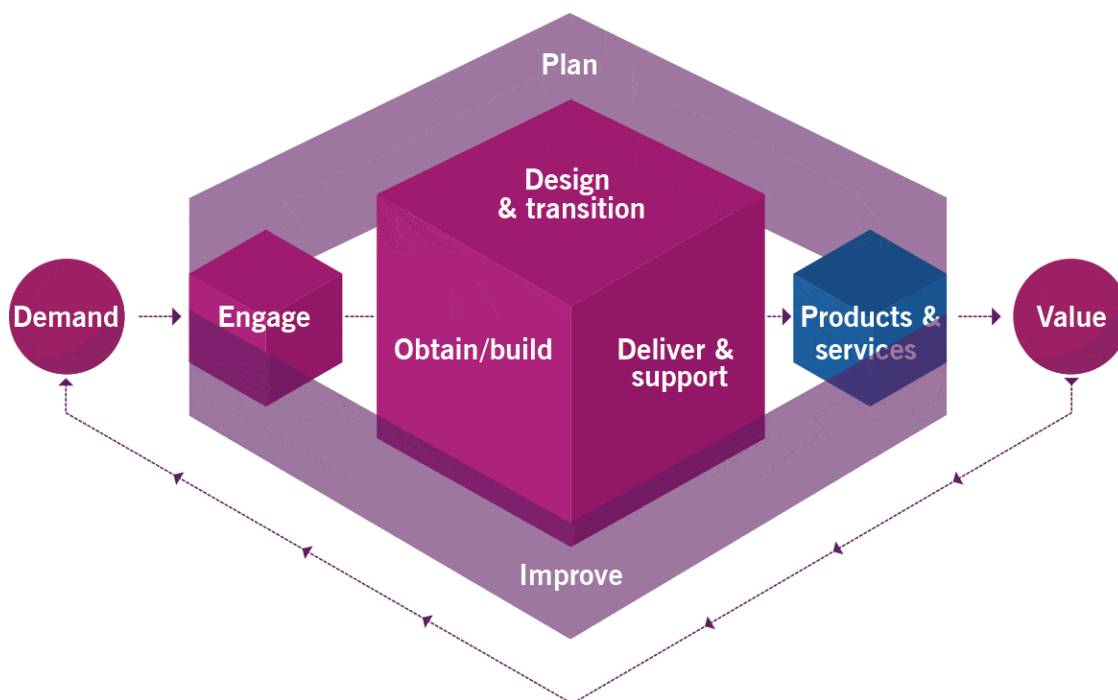 Plan
Design
& transition
Demand
Engage
Obtain/build
Deliver &
support
Products &
services
Value
Improve